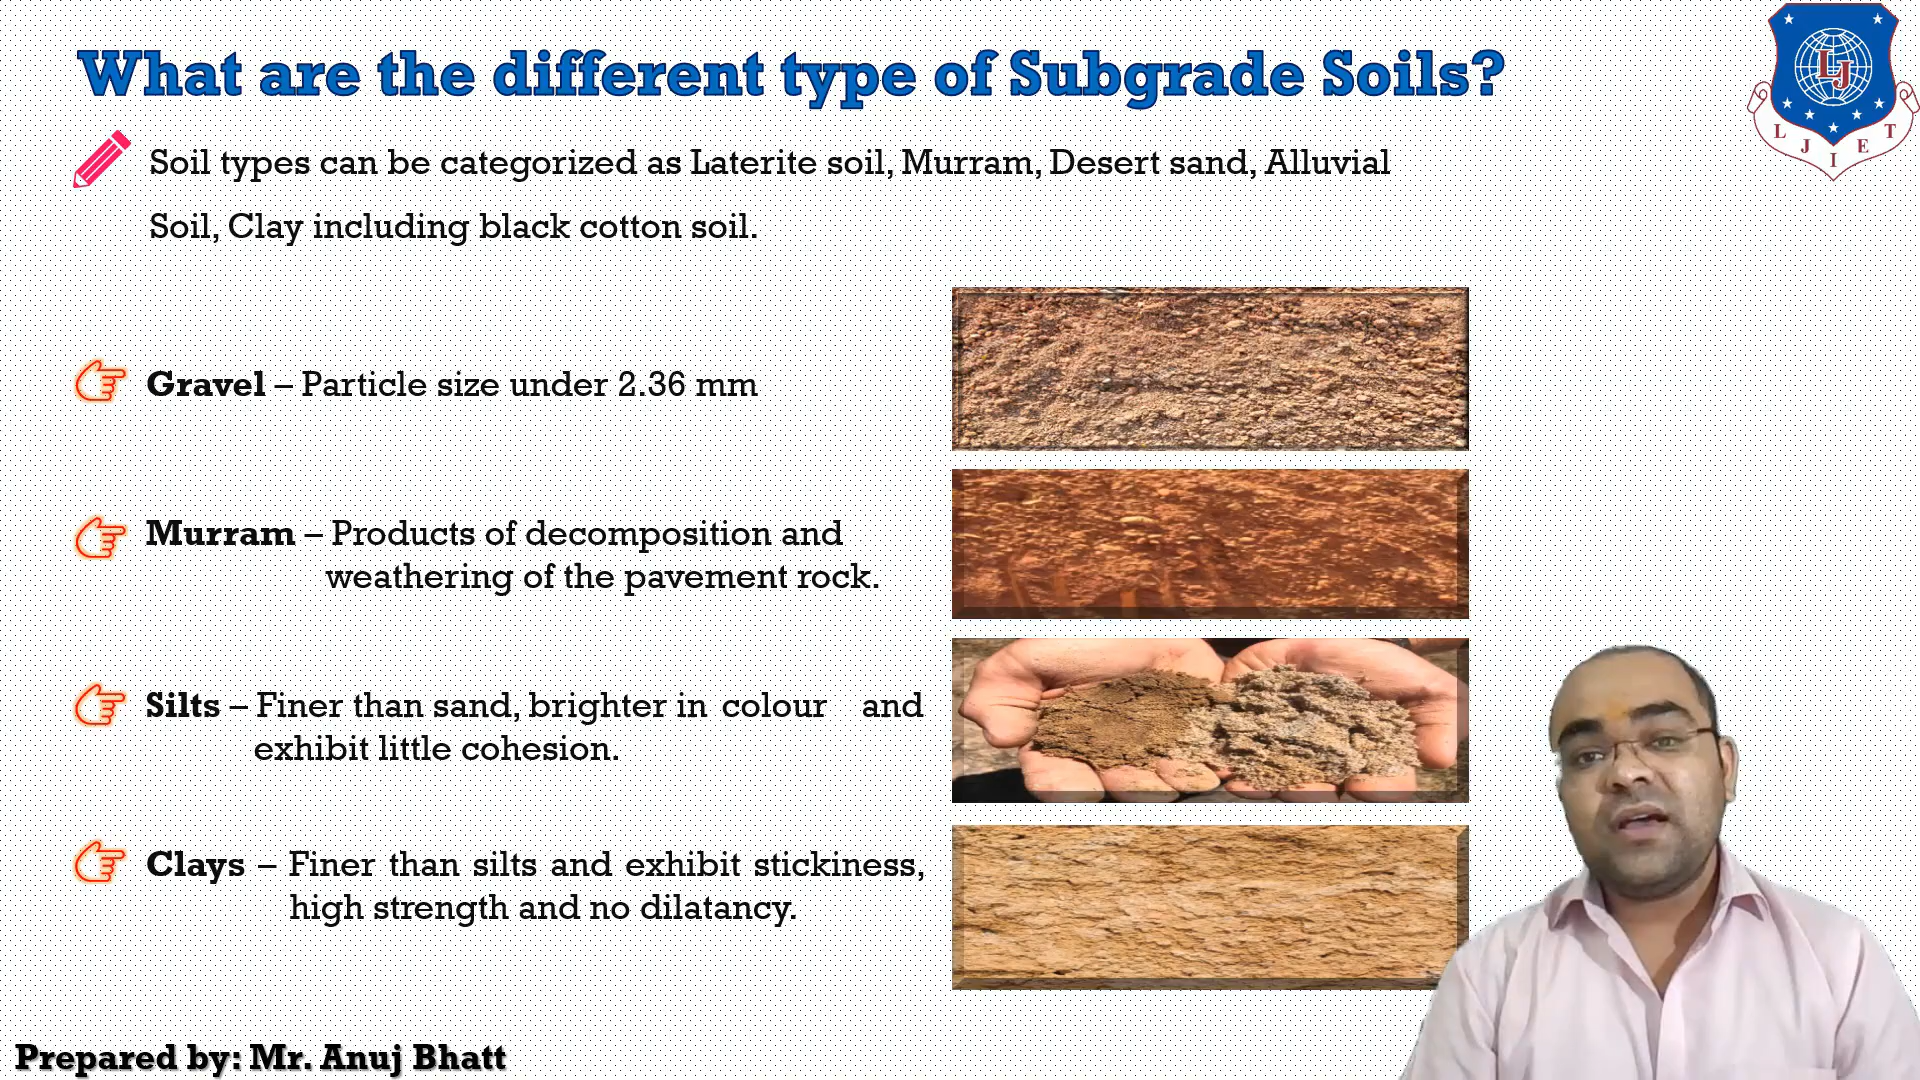 What are the different type of Subgrade Soils?
Soil types can be categorized as Laterite soil, Murram, Desert sand, Alluvial
Soil, Clay including black cotton soil.
Gravel – Particle size under 2.36 mm
Murram – Products of decomposition and
weathering of the pavement rock.
Silts – Finer than sand, brighter in colour and
exhibit little cohesion.
Clays – Finer than silts and exhibit stickiness,
high strength and no dilatancy.
Prepared by: Mr. Anuj Bhatt
LJ
L J I E T